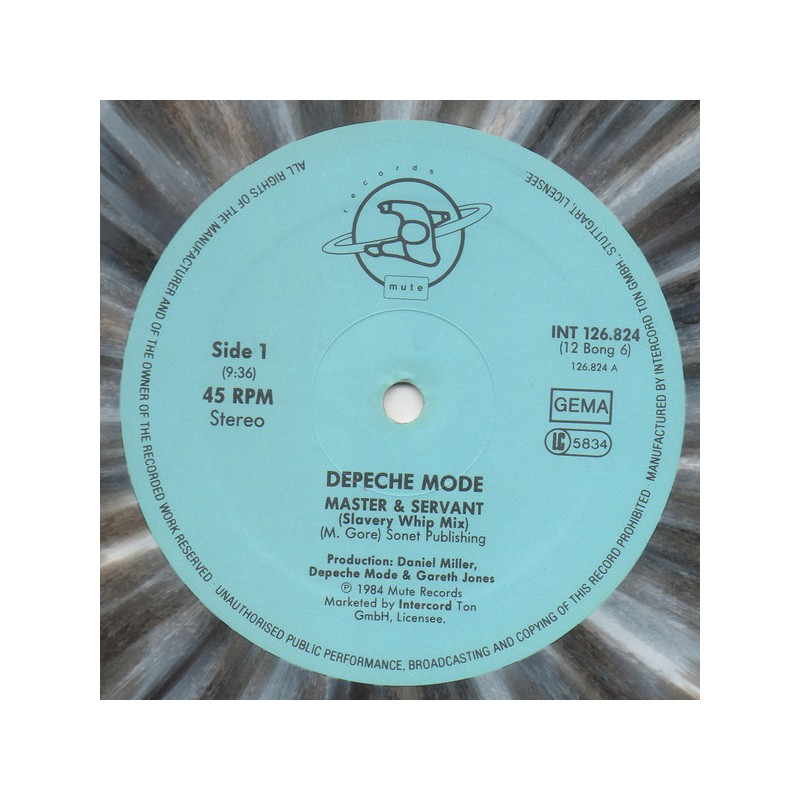 records
mute
Side 1
(9:36)
45 RPM
Stereo
INT 126.824
(12 Bong 6)
126.824 A
GEMA
LC 5834
DEPECHE MODE
MASTER & SERVANT
(Slavery Whip Mix)
(M. Gore) Sonet Publishing
Production: Daniel Miller,
Depeche Mode & Gareth Jones
℗ 1984 Mute Records
Marketed by Intercord Ton
GmbH, Licensee.
ALL RIGHTS OF THE MANUFACTURER AND OF THE OWNER OF THE RECORDED WORK RESERVED · UNAUTHORISED PUBLIC PERFORMANCE, BROADCASTING AND COPYING OF THIS RECORD PROHIBITED · MANUFACTURED BY INTERCORD TON GMBH., STUTTGART, LICENSEE.